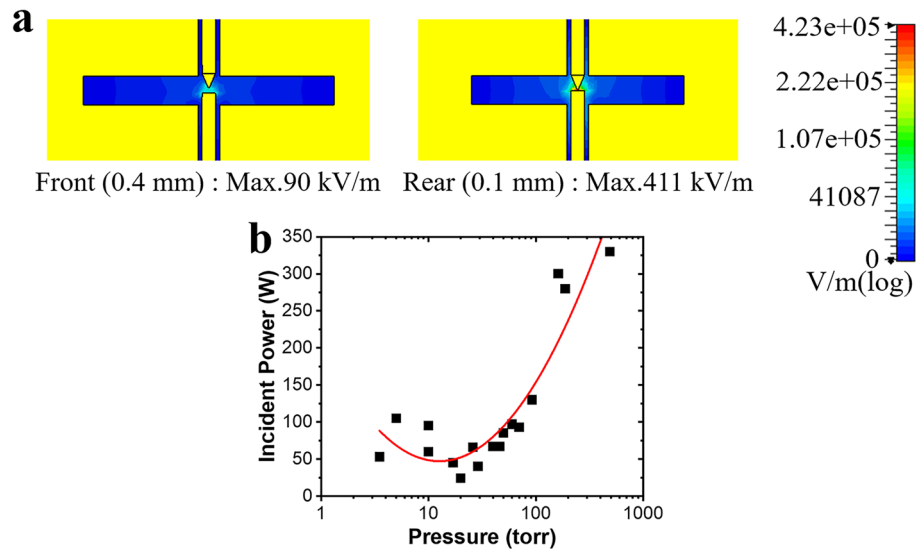 a
Front (0.4 mm) : Max.90 kV/m
Rear (0.1 mm) : Max.411 kV/m
4.23e+05
2.22e+05
1.07e+05
41087
0
V/m(log)
b
350
300
250
200
150
100
50
0
Incident Power (W)
1
10
100
1000
Pressure (torr)